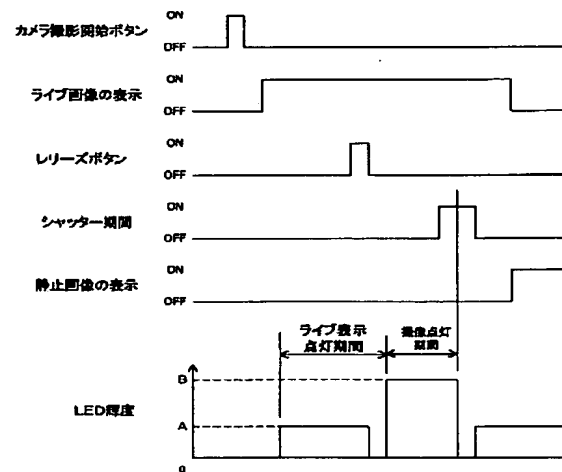 カメラ撮影開始ボタン
ON
OFF
ライブ画像の表示
ON
OFF
レリーズボタン
ON
OFF
シャッター期間
ON
OFF
静止画像の表示
ON
OFF
ライブ表示
点灯期間
撮像点灯
期間
LED輝度
B
A
0